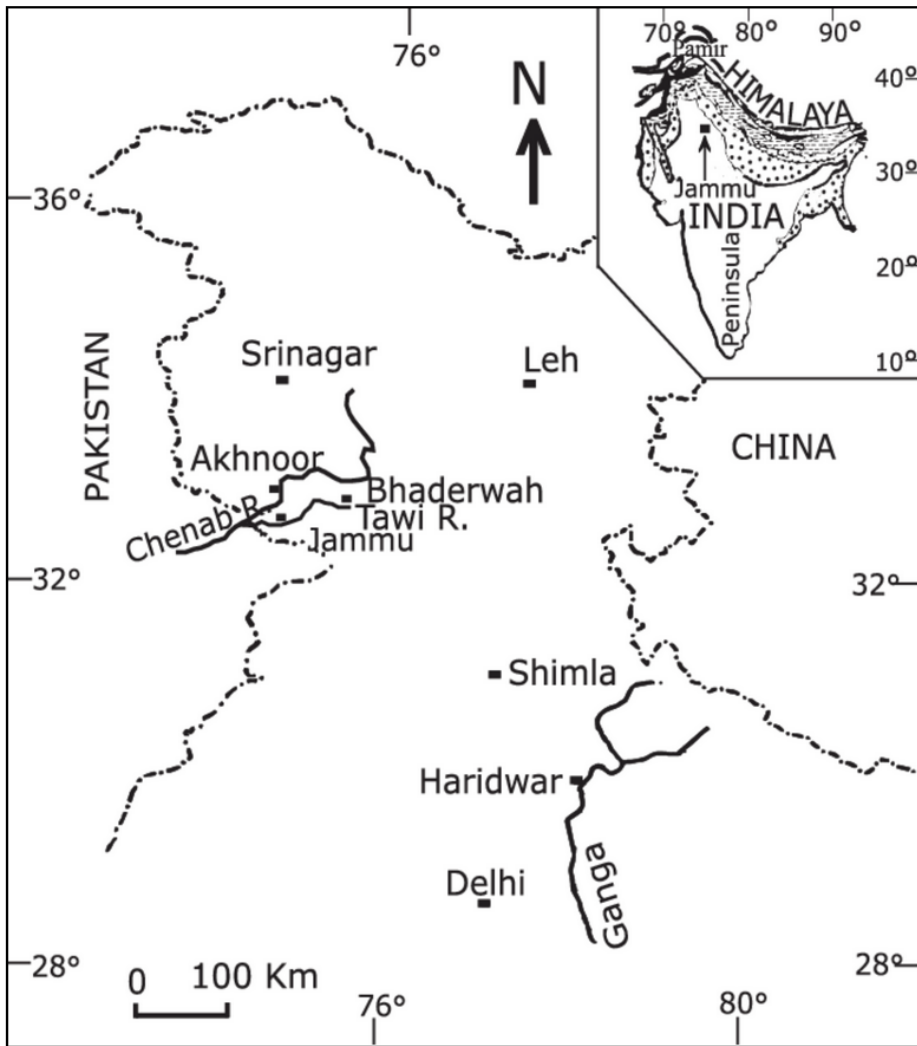 76°
70° 80° 90°
Pamir
HIMALAYA
40°
N
30°
Jammu
INDIA
Peninsula
20°
10°
36°
PAKISTAN
Srinagar
Leh
CHINA
Akhnoor
Bhaderwah
Chenab R.
Tawi R.
Jammu
32°
32°
Shimla
Haridwar
Ganga
Delhi
28°
28°
0 100 Km
76°
80°